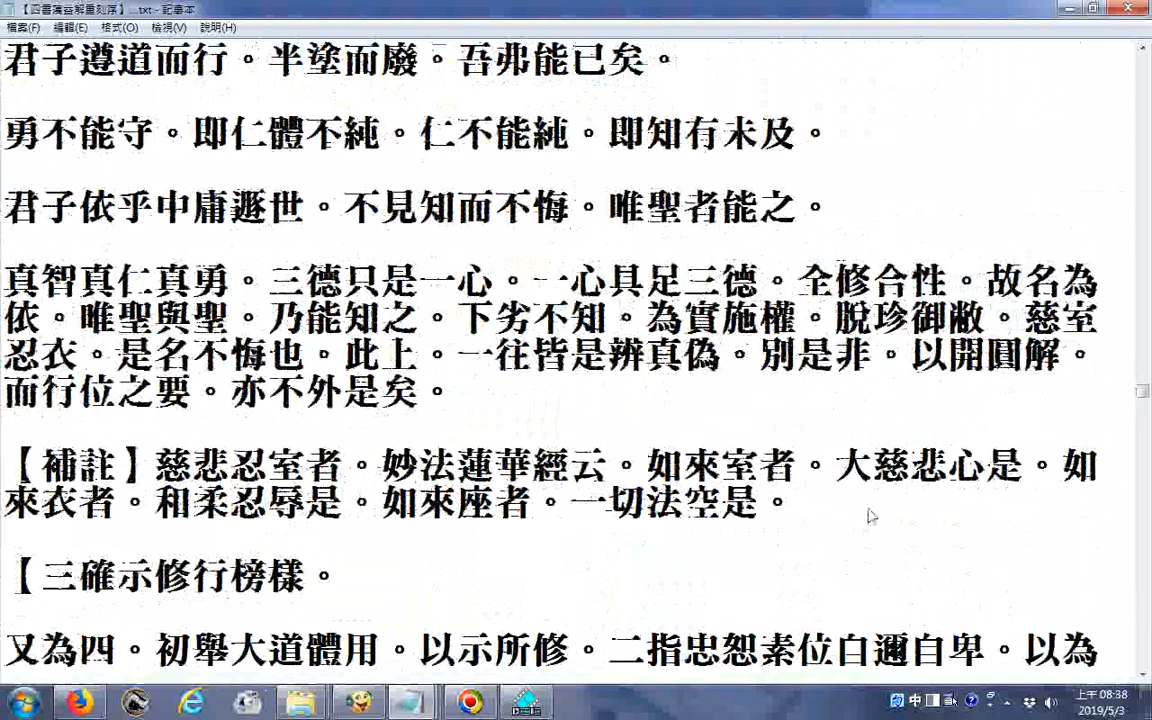 【四書蕅益解重刻序】....txt - 記事本
檔案(F) 編輯(E) 格式(O) 檢視(V) 說明(H)
君子遵道而行。半塗而廢。吾弗能已矣。
勇不能守。即仁體不純。仁不能純。即知有未及。
君子依乎中庸遯世。不見知而不悔。唯聖者能之。
真智真仁真勇。三德只是一心。一心具足三德。全修合性。故名為
依。唯聖與聖。乃能知之。下劣不知。為實施權。脫珍御敝。慈室
忍衣。是名不悔也。此上。一往皆是辨真偽。別是非。以開圓解。
而行位之要。亦不外是矣。
【補註】慈悲忍室者。妙法蓮華經云。如來室者。大慈悲心是。如
來衣者。和柔忍辱是。如來座者。一切法空是。
【三確示修行榜樣。
又為四。初舉大道體用。以示所修。二指忠恕素位自邇自卑。以為
中
上午 08:38
2019/5/3